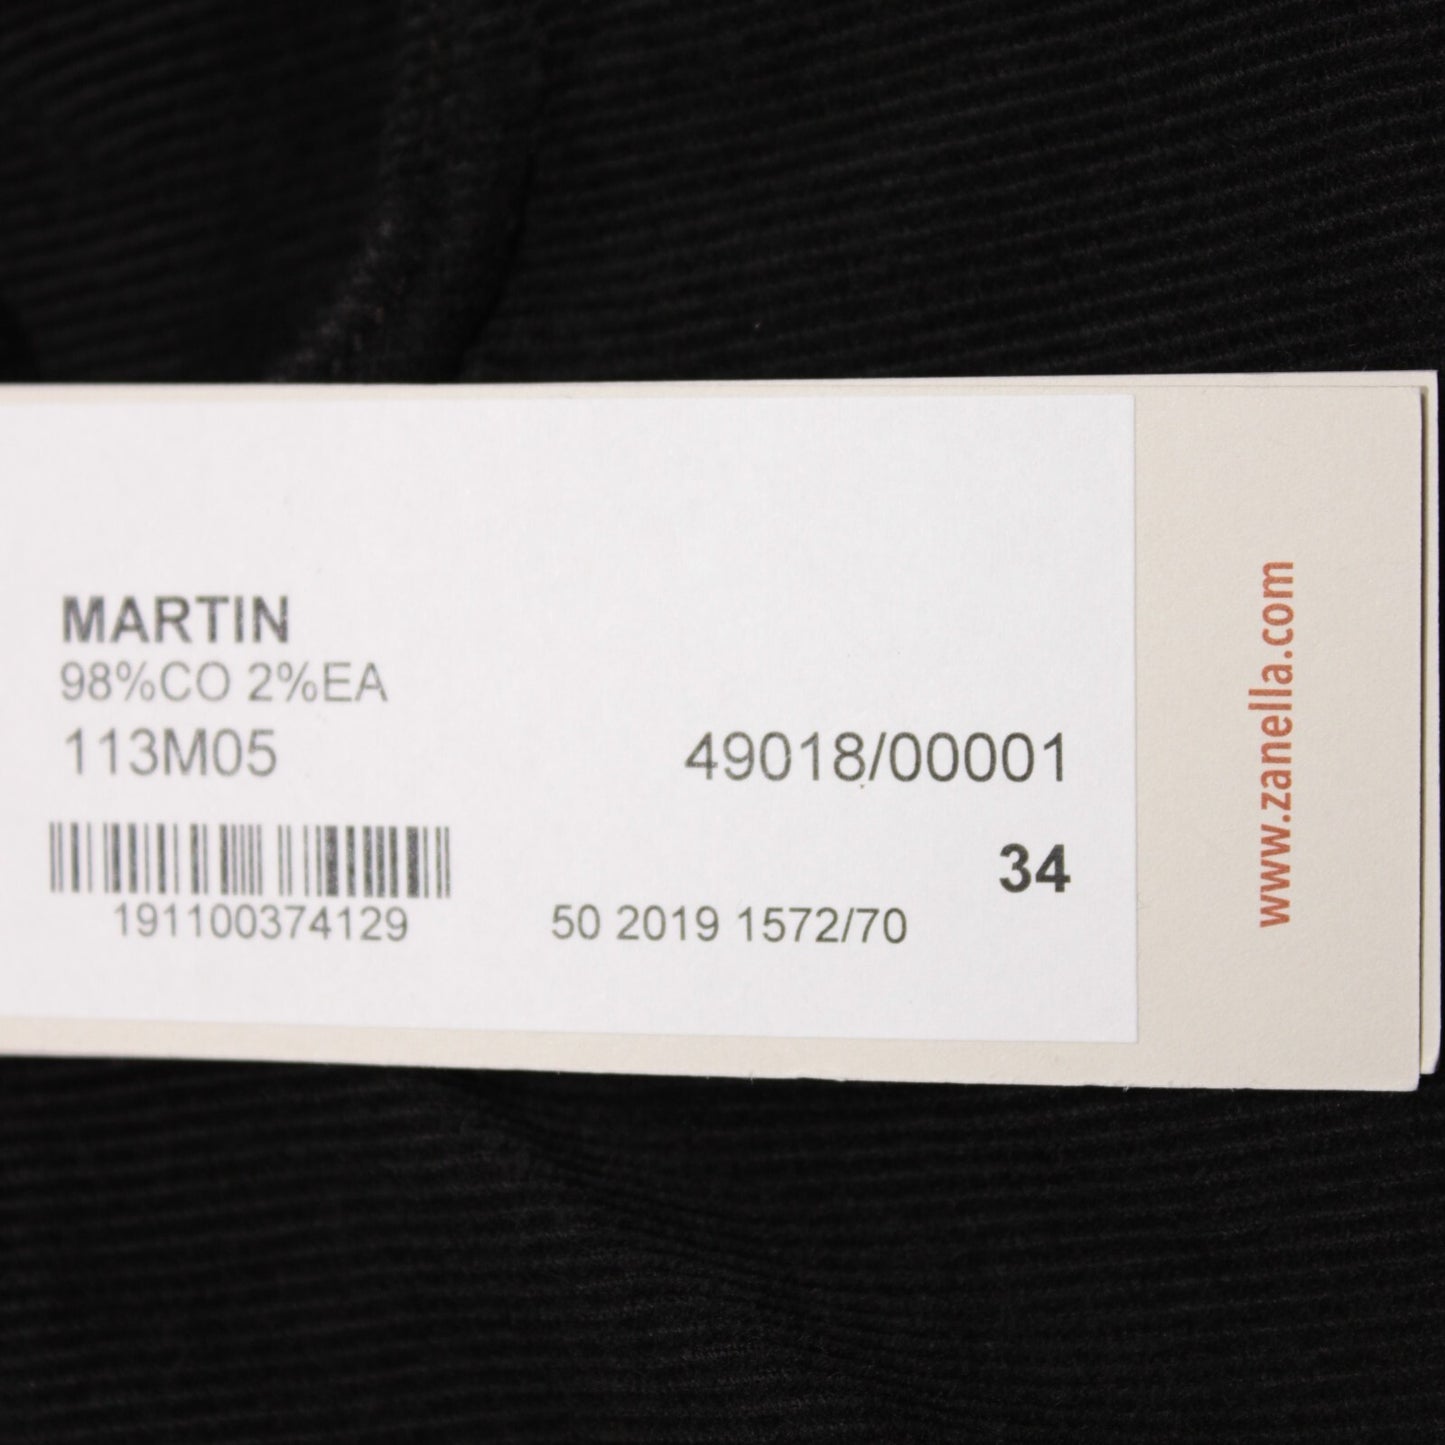 MARTIN
98%CO 2%EA
113M05
49018/00001
34
191100374129
50 2019 1572/70
www.zanella.com